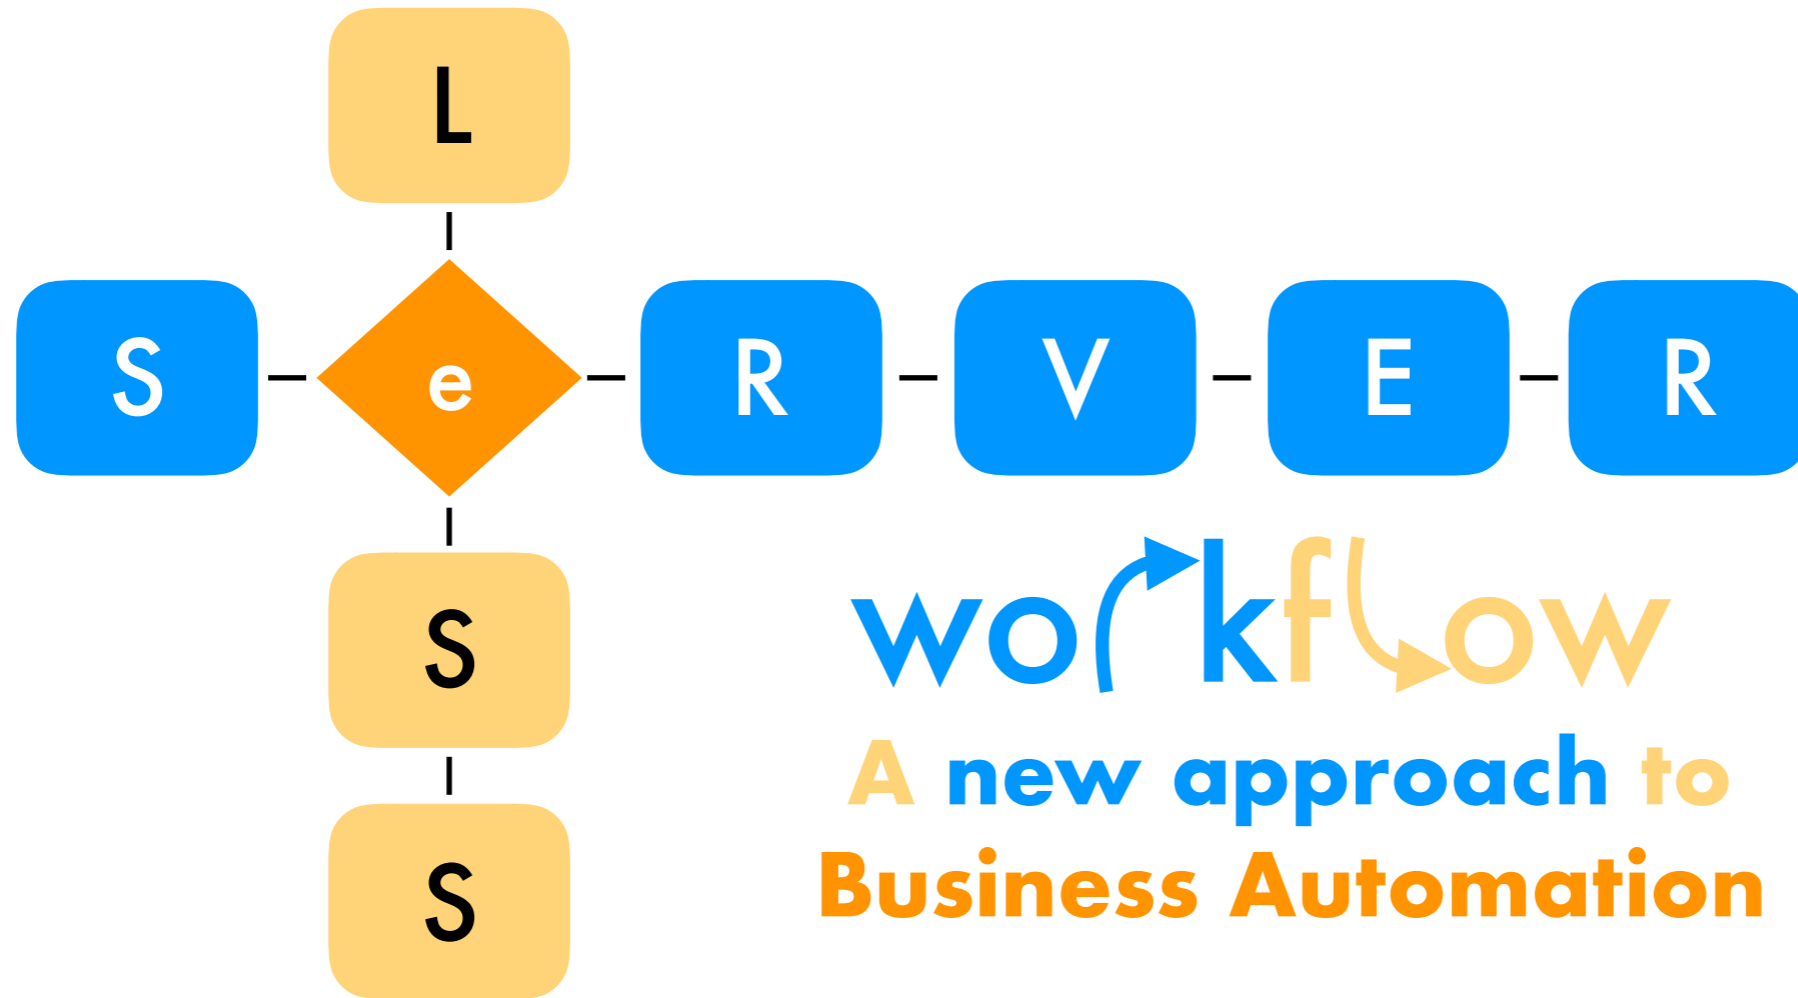 L
S e R V E R
S
S
workflow
A new approach to
Business Automation